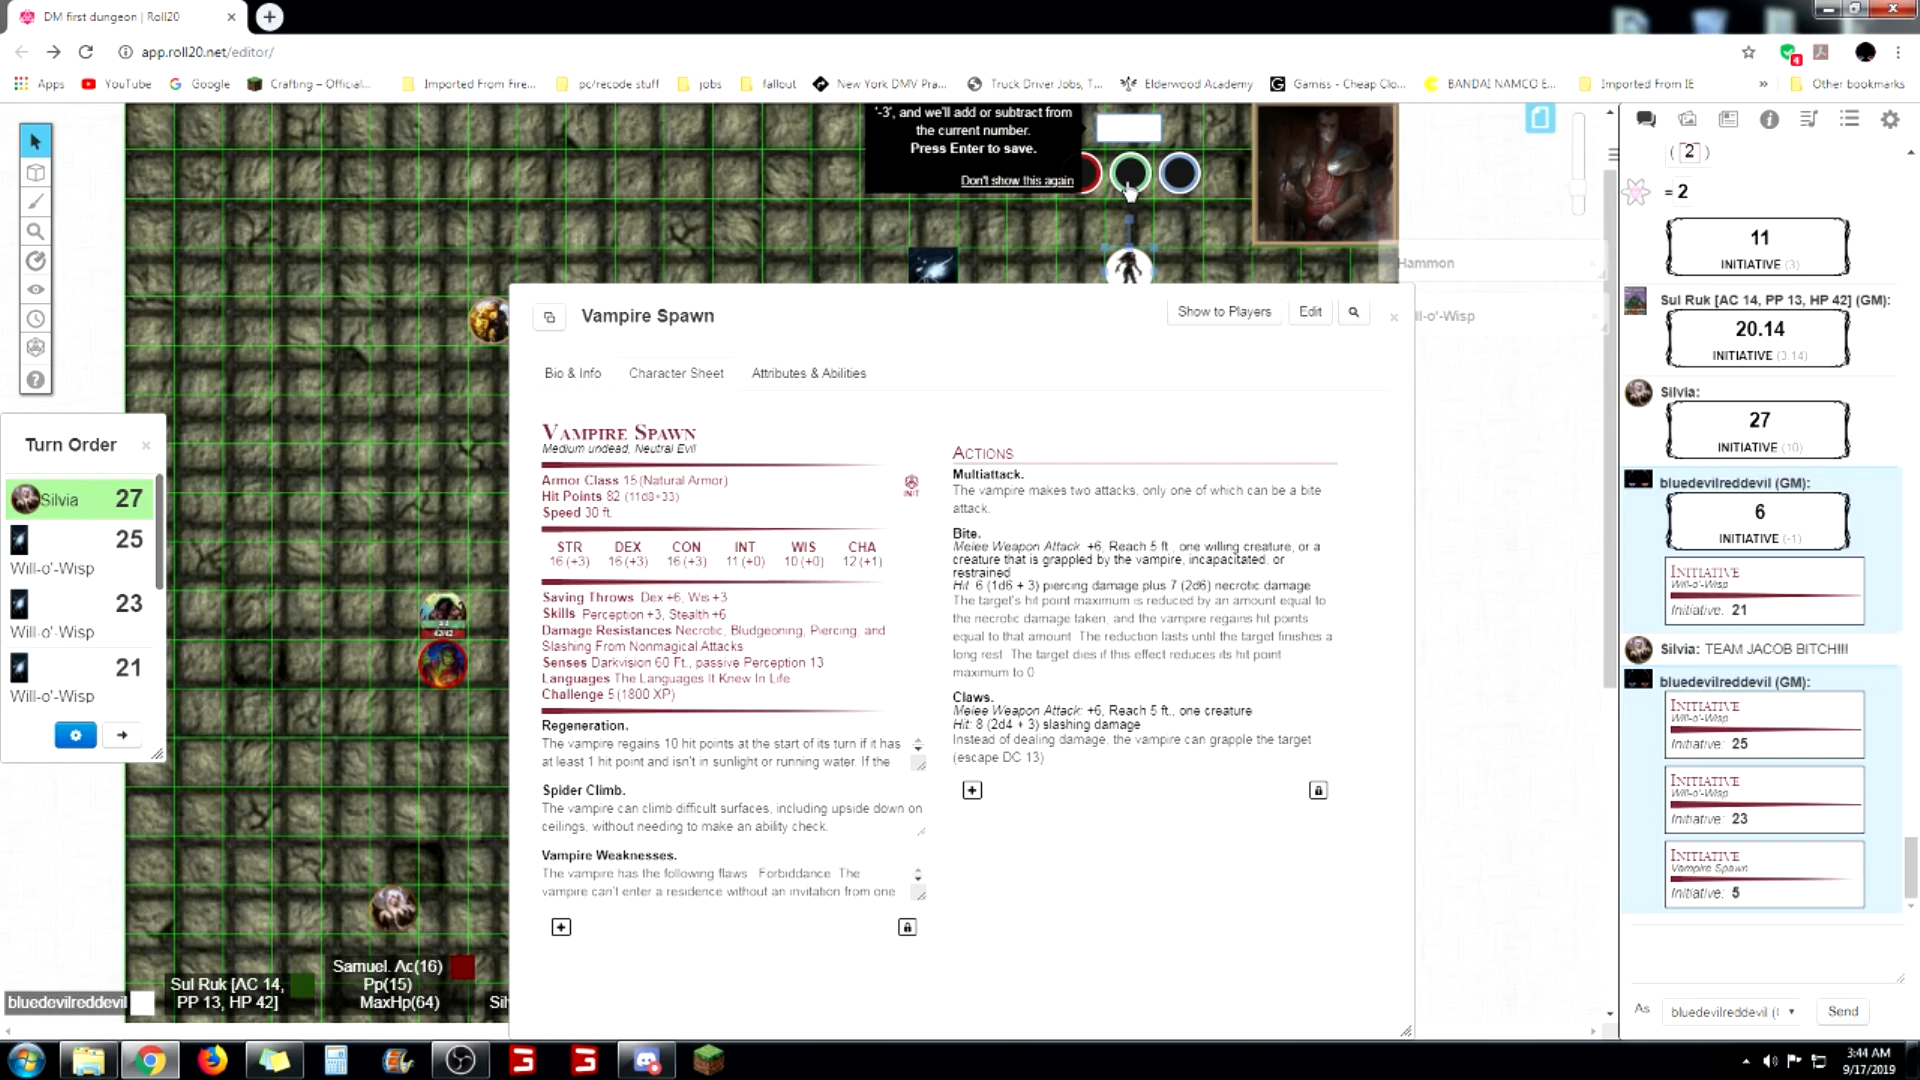 DM first dungeon | Roll20
app.roll20.net/editor/
Apps
YouTube
Google
Crafting – Official...
Imported From Fire...
pc/recode stuff
jobs
fallout
New York DMV Pra...
Truck Driver Jobs, T...
Elderwood Academy
Gamiss - Cheap Clo...
BANDAI NAMCO E...
Imported From IE
»
Other bookmarks
'-3', and we'll add or subtract from
the current number.
Press Enter to save.
Don't show this again
Hammon
ll-o'-Wisp
Vampire Spawn
Show to Players
Edit
Bio & Info
Character Sheet
Attributes & Abilities
VAMPIRE SPAWN
Medium undead, Neutral Evil
Armor Class 15 (Natural Armor)
Hit Points 82 (11d8+33)
Speed 30 ft.
INIT
STR DEX CON INT WIS CHA
16 (+3) 16 (+3) 16 (+3) 11 (+0) 10 (+0) 12 (+1)
Saving Throws Dex +6, Wis +3
Skills Perception +3, Stealth +6
Damage Resistances Necrotic, Bludgeoning, Piercing, and
Slashing From Nonmagical Attacks
Senses Darkvision 60 Ft., passive Perception 13
Languages The Languages It Knew In Life
Challenge 5 (1800 XP)
Regeneration.
The vampire regains 10 hit points at the start of its turn if it has
at least 1 hit point and isn't in sunlight or running water. If the
Spider Climb.
The vampire can climb difficult surfaces, including upside down on
ceilings, without needing to make an ability check.
Vampire Weaknesses.
The vampire has the following flaws Forbiddance The
vampire can't enter a residence without an invitation from one
ACTIONS
Multiattack.
The vampire makes two attacks, only one of which can be a bite
attack.
Bite.
Melee Weapon Attack: +6, Reach 5 ft., one willing creature, or a
creature that is grappled by the vampire, incapacitated, or
restrained
Hit: 6 (1d6 + 3) piercing damage plus 7 (2d6) necrotic damage
The target's hit point maximum is reduced by an amount equal to
the necrotic damage taken, and the vampire regains hit points
equal to that amount The reduction lasts until the target finishes a
long rest The target dies if this effect reduces its hit point
maximum to 0
Claws.
Melee Weapon Attack: +6, Reach 5 ft., one creature
Hit: 8 (2d4 + 3) slashing damage
Instead of dealing damage, the vampire can grapple the target
(escape DC 13)
Turn Order
Silvia 27
25
Will-o'-Wisp
23
Will-o'-Wisp
21
Will-o'-Wisp
42/42
bluedevilreddevil
Sul Ruk [AC 14,
PP 13, HP 42]
Samuel. Ac(16)
Pp(15)
MaxHp(64)
Sil
(2)
=2
11
INITIATIVE (3)
Sul Ruk [AC 14, PP 13, HP 42] (GM):
20.14
INITIATIVE (3.14)
Silvia:
27
INITIATIVE (10)
bluedevilreddevil (GM):
6
INITIATIVE (-1)
INITIATIVE
Will-o'-Wisp
Initiative: 21
Silvia: TEAM JACOB BITCH!!!!
bluedevilreddevil (GM):
INITIATIVE
Will-o'-Wisp
Initiative: 25
INITIATIVE
Will-o'-Wisp
Initiative: 23
INITIATIVE
Vampire Spawn
Initiative: 5
As
bluedevilreddevil (
Send
3:44 AM
9/17/2019